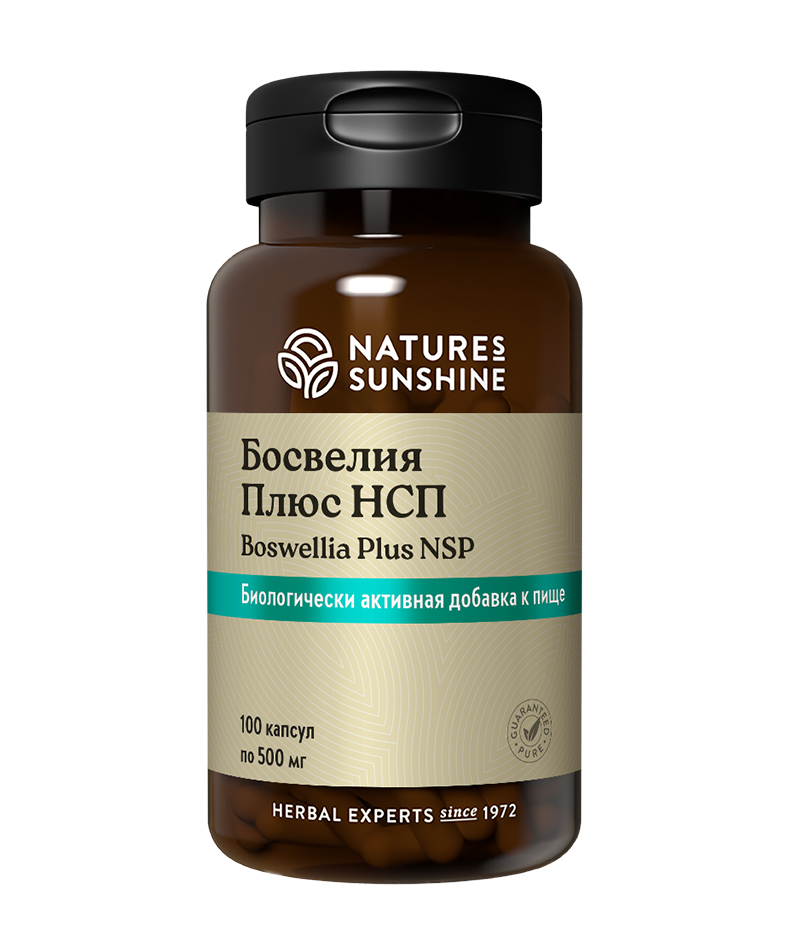 NATURES
SUNSHINE
Босвелия
Плюс НСП
Boswellia Plus NSP
Биологически активная добавка к пище
100 капсул
по 500 мг
GUARANTEED
PURE
HERBAL EXPERTS since 1972